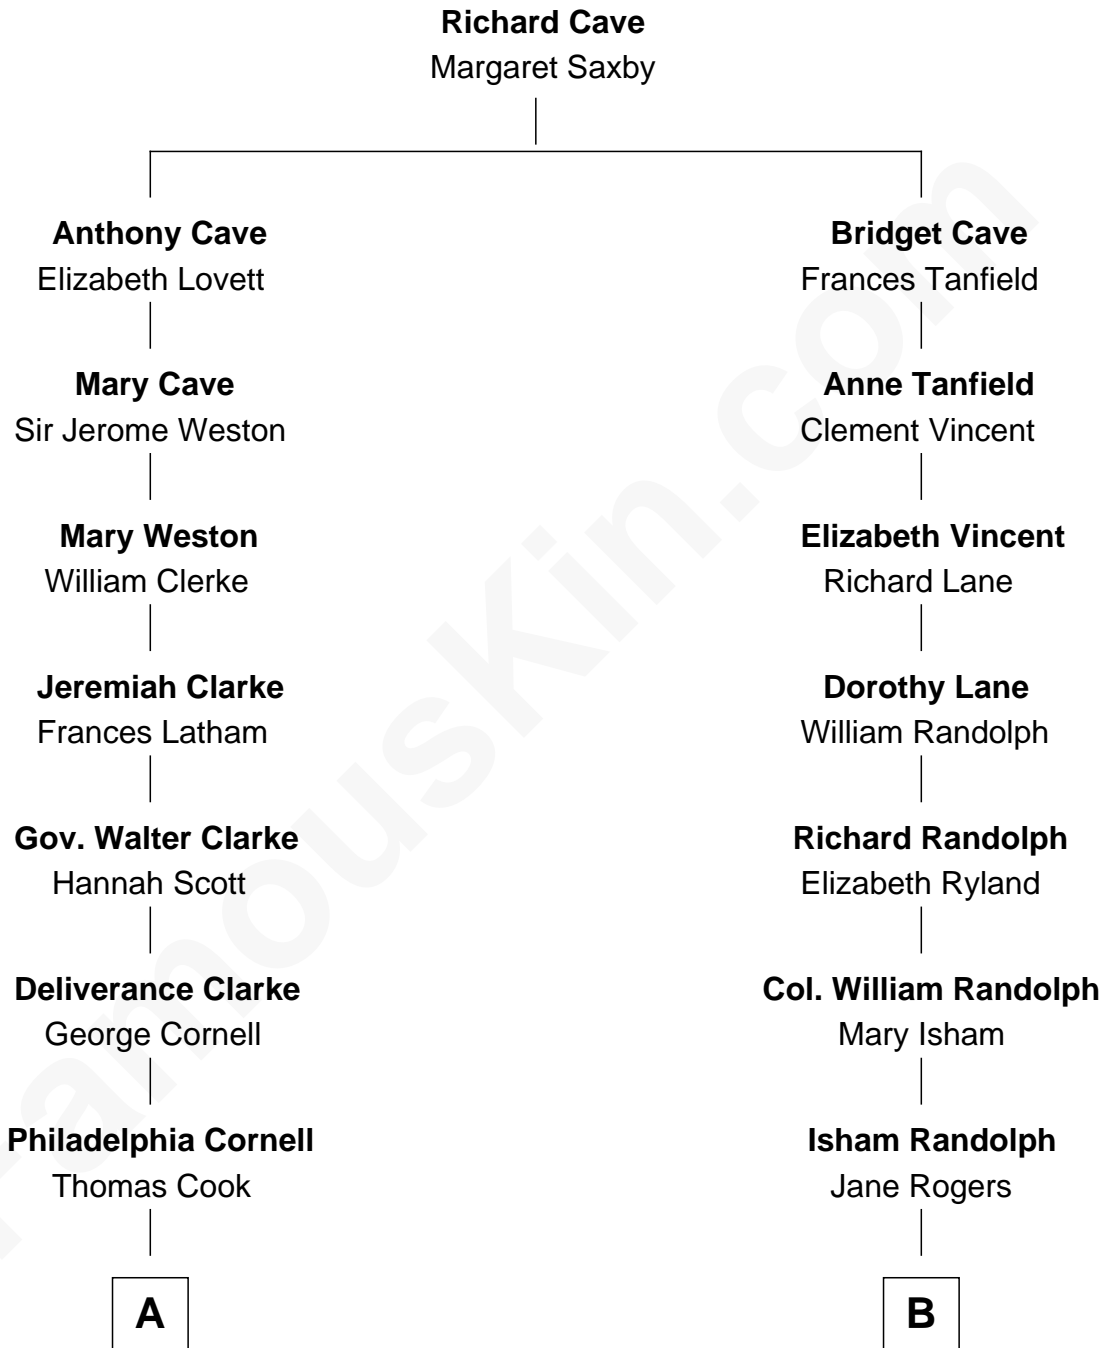 Richard Cave
Margaret Saxby
Anthony Cave
Elizabeth Lovett
Mary Cave
Sir Jerome Weston
Mary Weston
William Clerke
Jeremiah Clarke
Frances Latham
Gov. Walter Clarke
Hannah Scott
Deliverance Clarke
George Cornell
Philadelphia Cornell
Thomas Cook
A
Bridget Cave
Frances Tanfield
Anne Tanfield
Clement Vincent
Elizabeth Vincent
Richard Lane
Dorothy Lane
William Randolph
Richard Randolph
Elizabeth Ryland
Col. William Randolph
Mary Isham
Isham Randolph
Jane Rogers
B
FamousKin.com